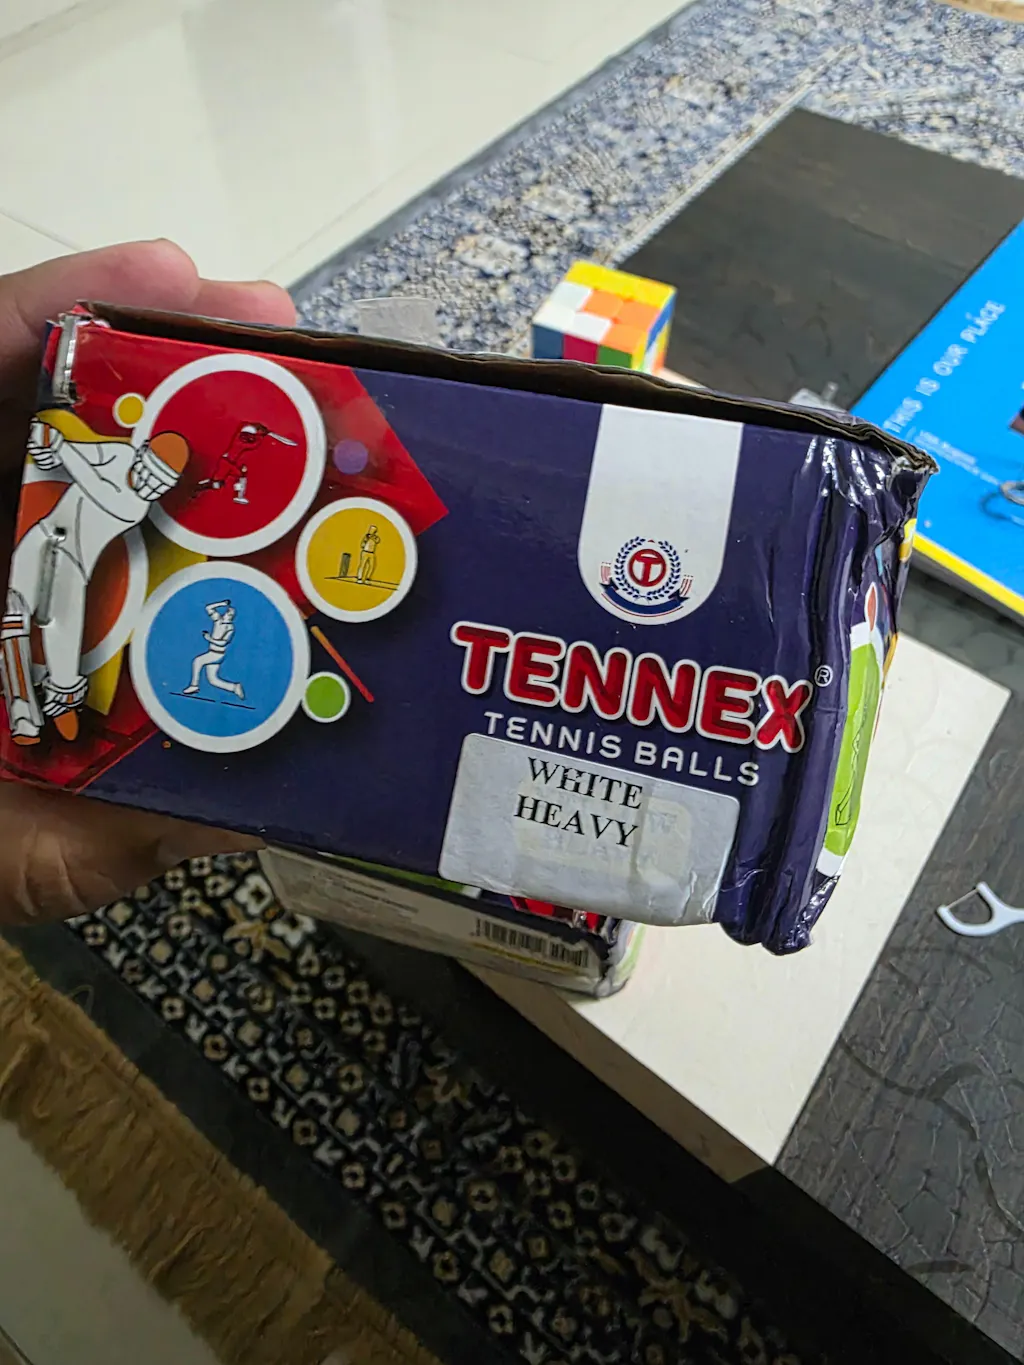 T
TENNEX®
TENNIS BALLS
WHITE
HEAVY
THIS IS OUR PLACE